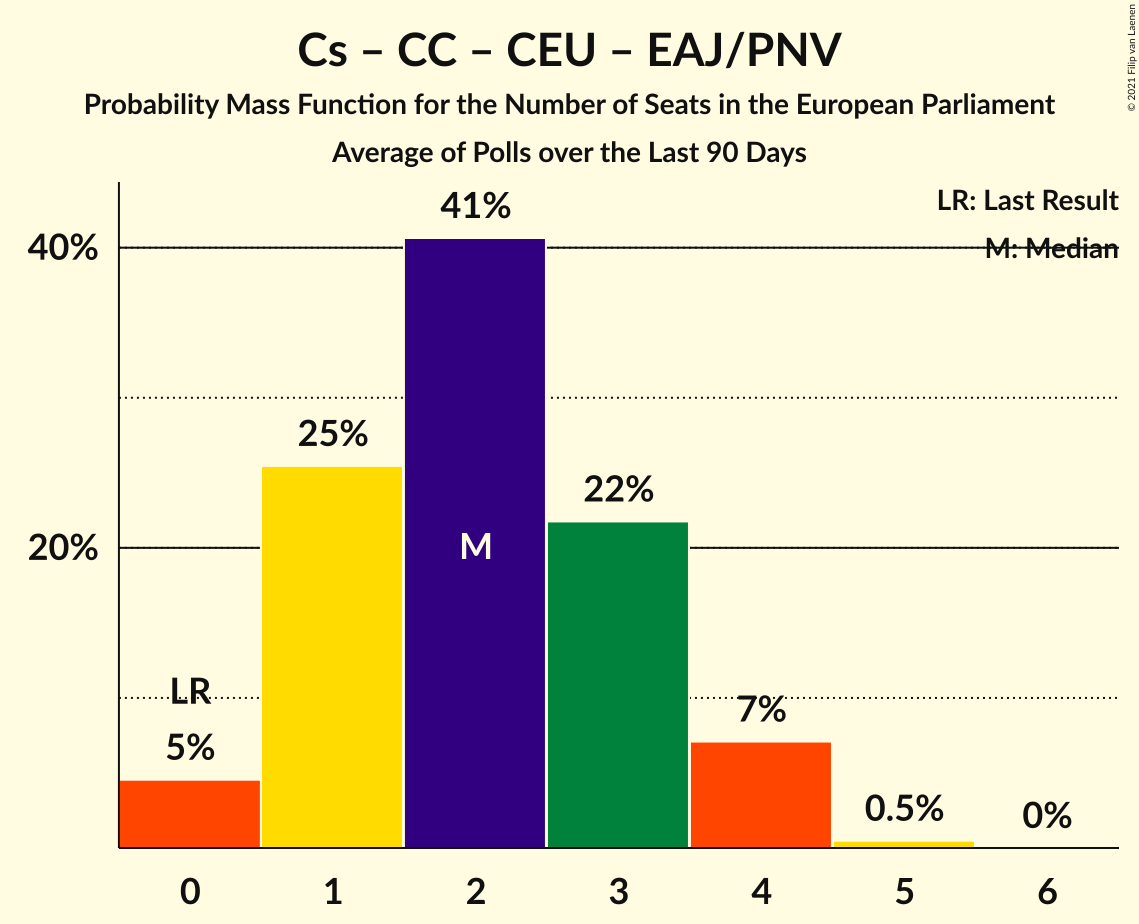 Cs – CC – CEU – EAJ/PNV
Probability Mass Function for the Number of Seats in the European Parliament
Average of Polls over the Last 90 Days
© 2021 Filip van Laenen
LR: Last Result
M: Median
40%
20%
LR
5%
25%
41%
M
22%
7%
0.5%
0%
0 1 2 3 4 5 6